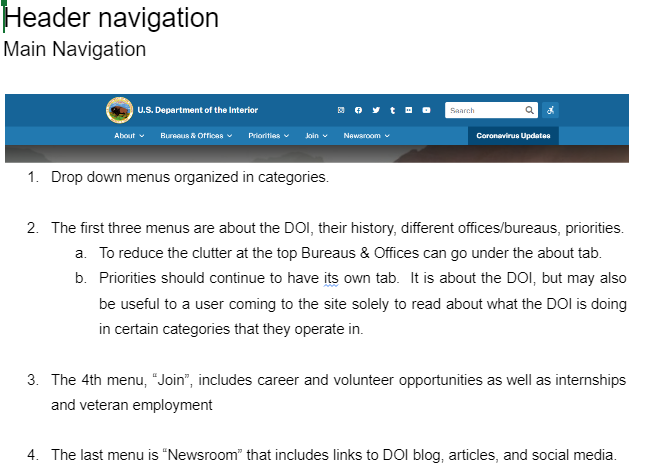 Header navigation
Main Navigation
U.S. Department of the Interior
Search
About Bureaus & Offices Priorities Join Newsroom Coronavirus Updates
1. Drop down menus organized in categories.
2. The first three menus are about the DOI, their history, different offices/bureaus, priorities.
a. To reduce the clutter at the top Bureaus & Offices can go under the about tab.
b. Priorities should continue to have its own tab. It is about the DOI, but may also
be useful to a user coming to the site solely to read about what the DOI is doing
in certain categories that they operate in.
3. The 4th menu, “Join”, includes career and volunteer opportunities as well as internships
and veteran employment
4. The last menu is “Newsroom” that includes links to DOI blog, articles, and social media.